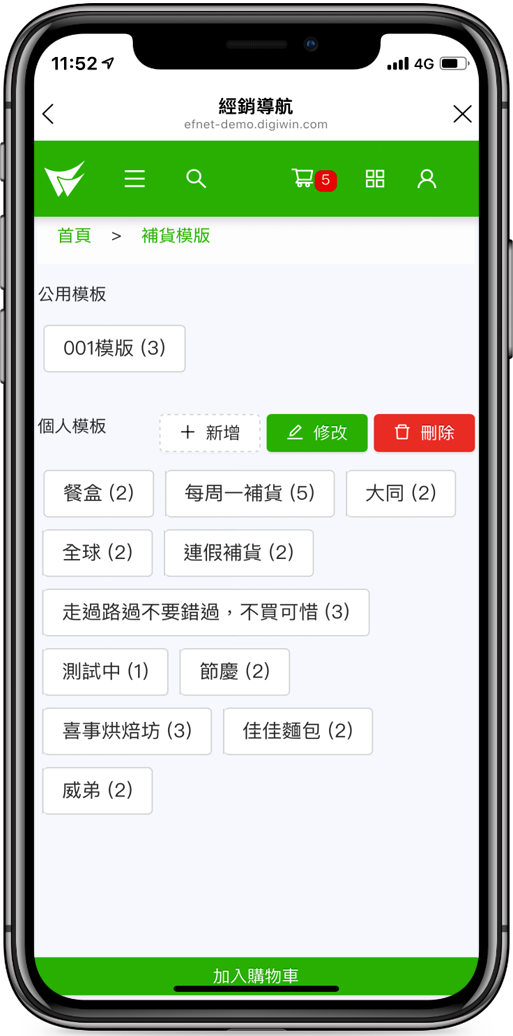 11:52 4G
經銷導航
efnet-demo.digiwin.com
5
首頁 > 補貨模版
公用模板
001模版 (3)
個人模板 + 新增 修改 刪除
餐盒 (2) 每周一補貨 (5) 大同 (2)
全球 (2) 連假補貨 (2)
走過路過不要錯過，不買可惜 (3)
測試中 (1) 節慶 (2)
喜事烘焙坊 (3) 佳佳麵包 (2)
威弟 (2)
加入購物車